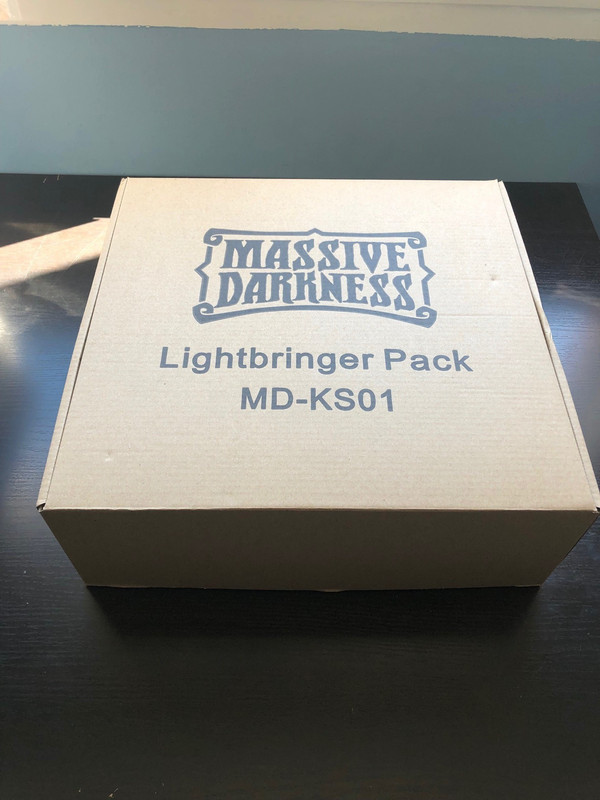 MASSIVE
DARKNESS
Lightbringer Pack
MD-KS01